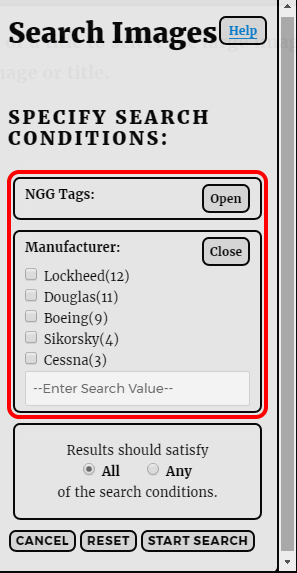 Search Images
Help
SPECIFY SEARCH
CONDITIONS:
NGG Tags:
Open
Manufacturer:
Close
Lockheed(12)
Douglas(11)
Boeing(9)
Sikorsky(4)
Cessna(3)
--Enter Search Value--
Results should satisfy
All Any
of the search conditions.
CANCEL RESET START SEARCH